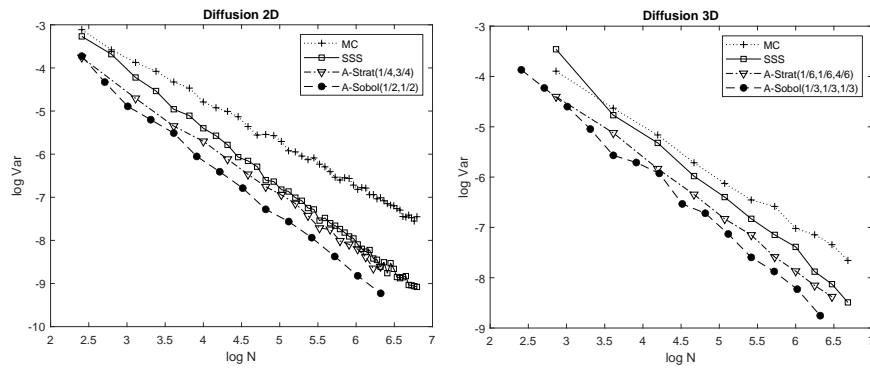 Diffusion 2D
-3
-4
-5
-6
-7
-8
-9
-10
log Var
MC
SSS
A-Strat(1/4,3/4)
A-Sobol(1/2,1/2)
2 2.5 3 3.5 4 4.5 5 5.5 6 6.5 7
log N
Diffusion 3D
-3
-4
-5
-6
-7
-8
-9
log Var
MC
SSS
A-Strat(1/6,1/6,4/6)
A-Sobol(1/3,1/3,1/3)
2 2.5 3 3.5 4 4.5 5 5.5 6 6.5 7
log N